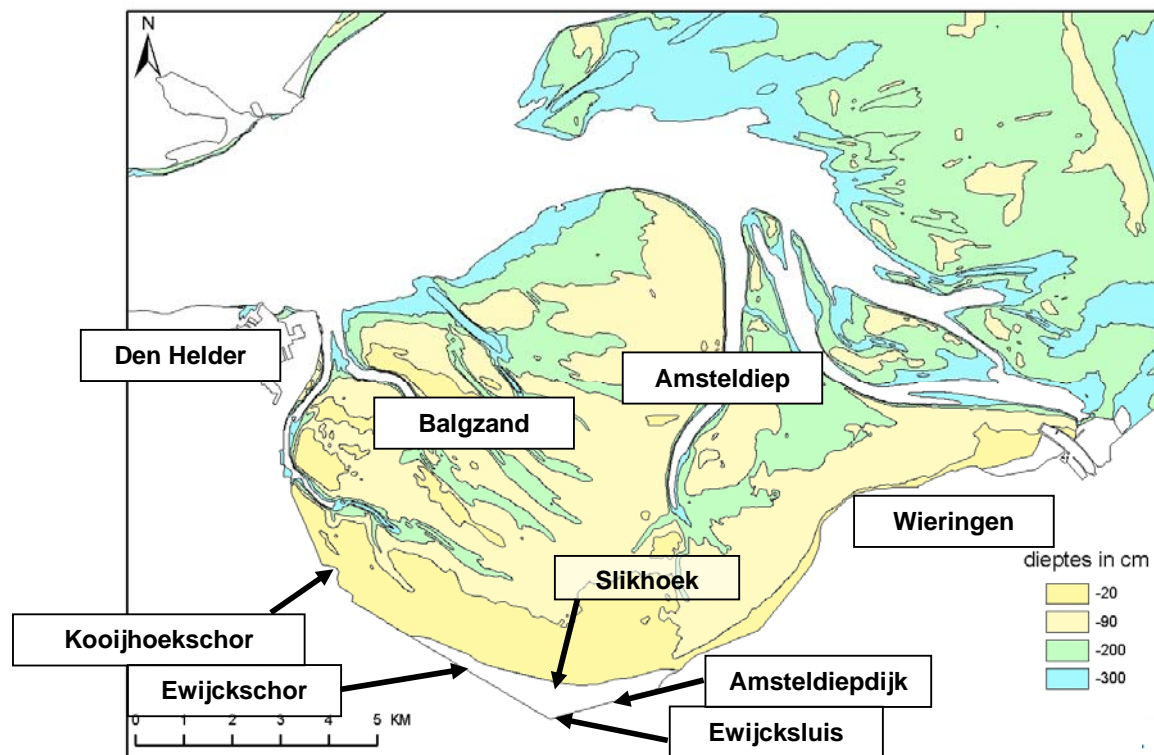 N
Den Helder
Amsteldiep
Balgzand
Wieringen
dieptes in cm
-20
-90
-200
-300
Slikhoek
Kooijhoekschor
Ewijckschor
Amsteldiepdijk
Ewijcksluis
0 1 2 3 4 5 KM